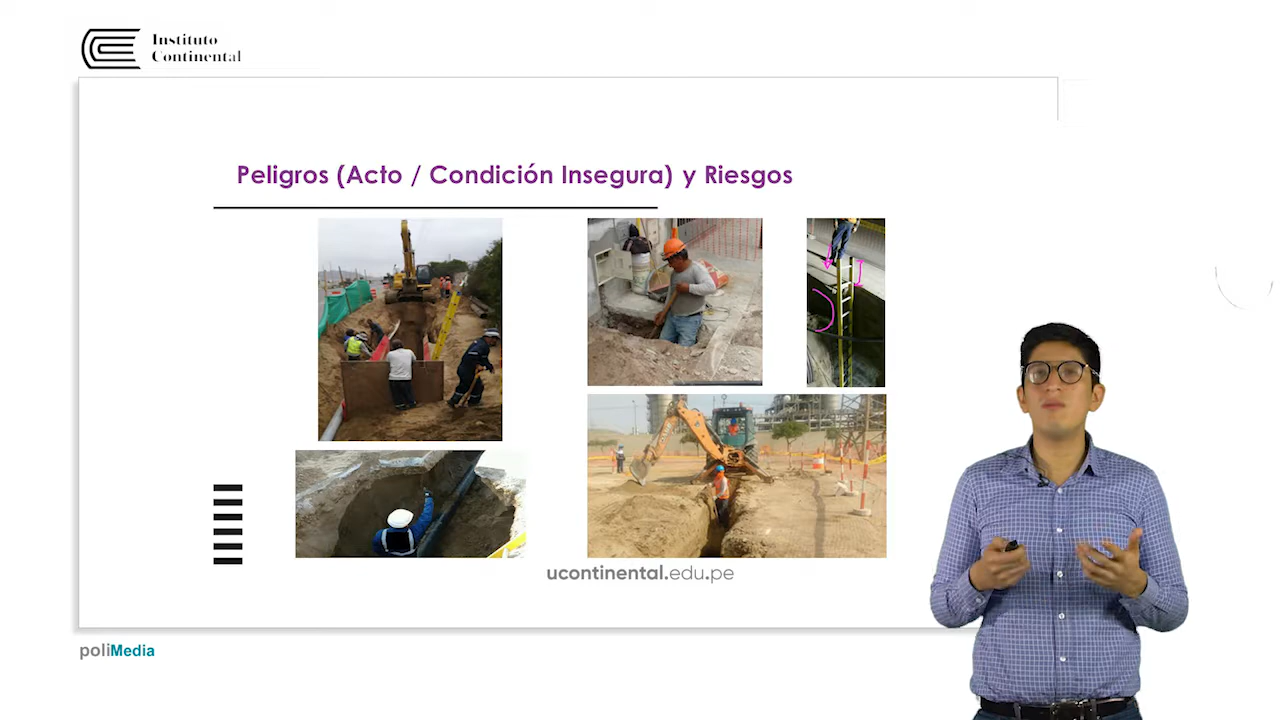 Instituto
Continental
Peligros (Acto / Condición Insegura) y Riesgos
ucontinental.edu.pe
poliMedia